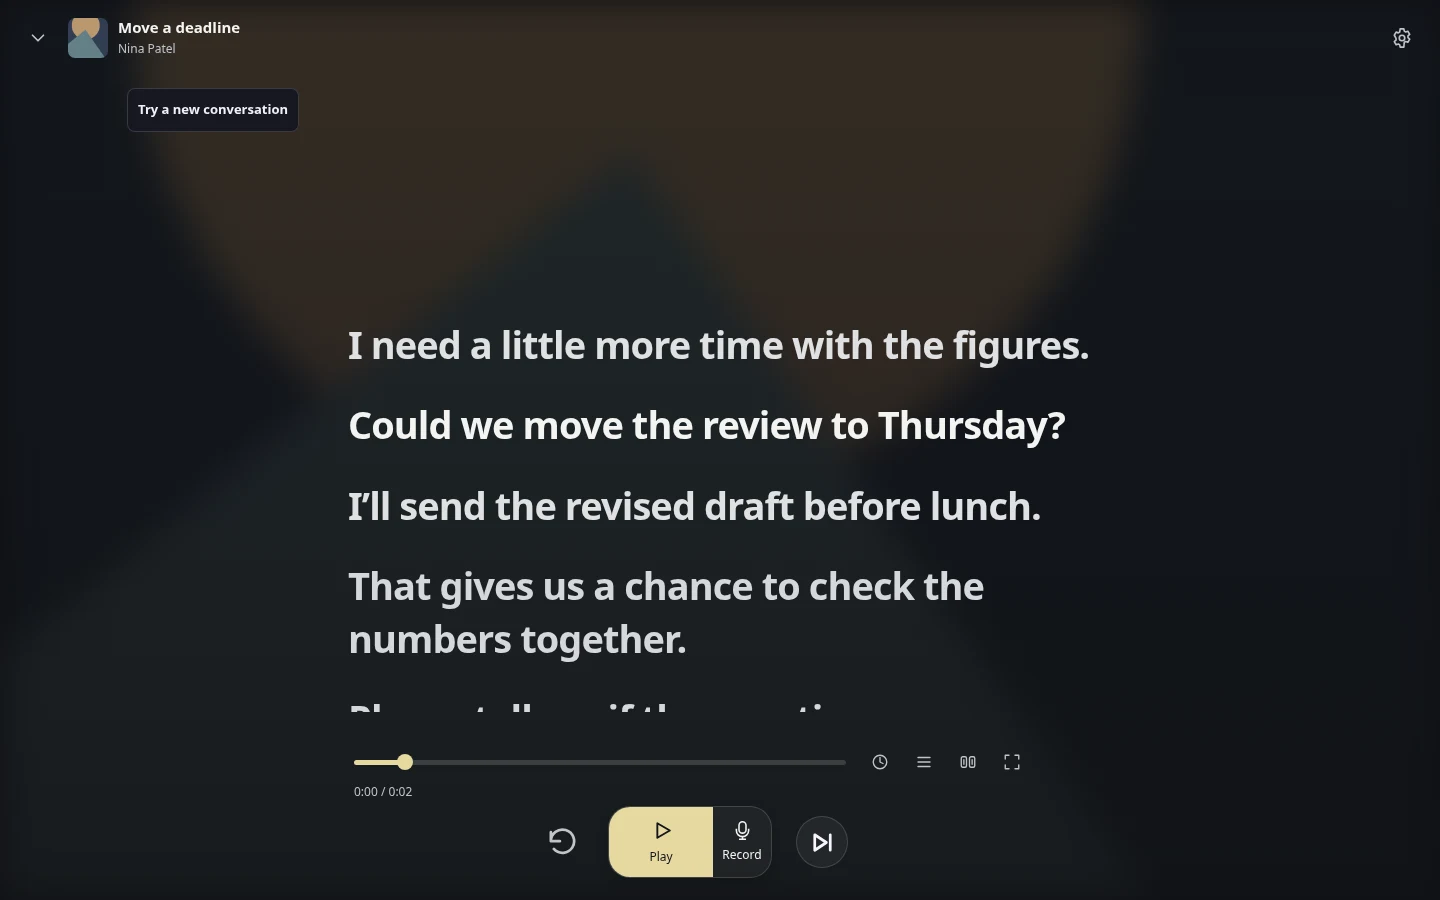 Move a deadline
Nina Patel
Try a new conversation
I need a little more time with the figures.
Could we move the review to Thursday?
I’ll send the revised draft before lunch.
That gives us a chance to check the
numbers together.
0:00 / 0:02
Play
Record